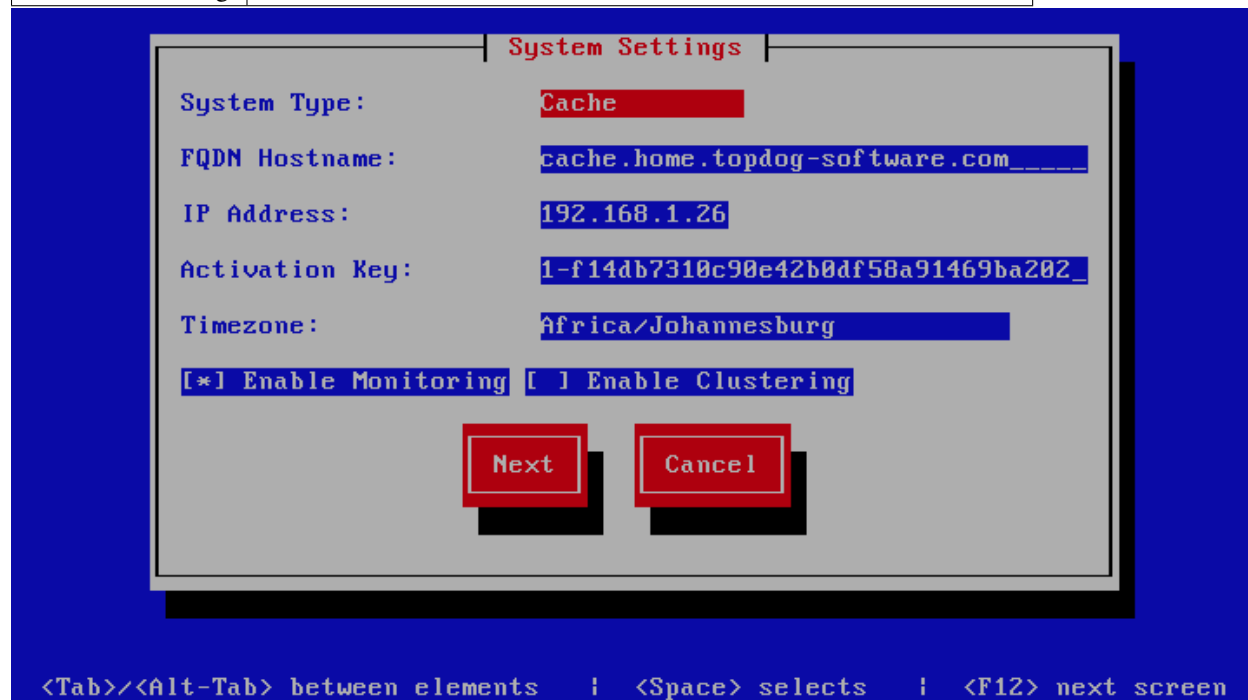 System Settings
System Type: Cache
FQDN Hostname: cache.home.topdog-software.com_____
IP Address: 192.168.1.26
Activation Key: 1-f14db7310c90e42b0df58a91469ba202_
Timezone: Africa/Johannesburg
[*] Enable Monitoring [ ] Enable Clustering
Next Cancel
<Tab>/<Alt-Tab> between elements | <Space> selects | <F12> next screen